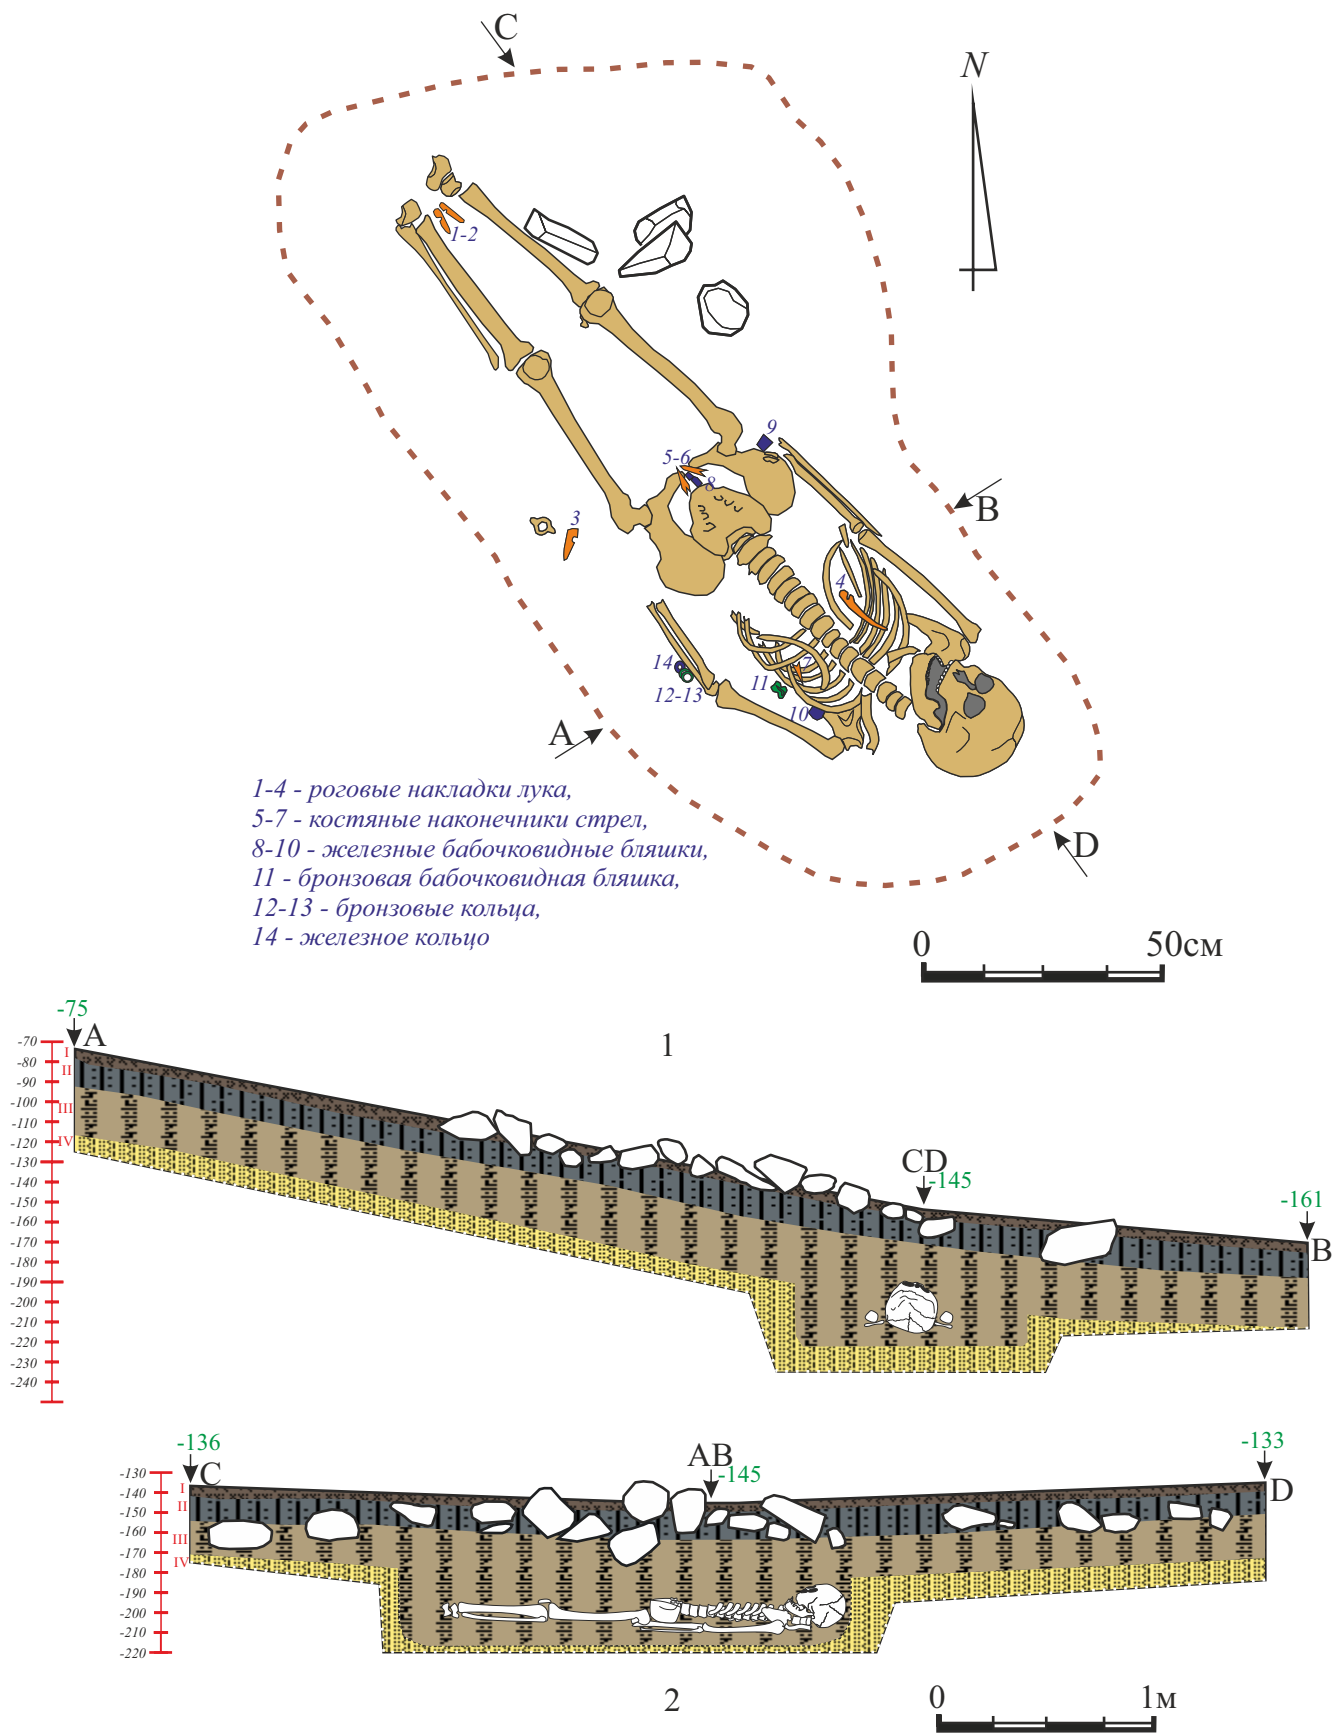 C
N
1-2
9
5-6
8
B
3
4
14
12-13
11
7
10
A
D
1-4 - роговые накладки лука,
5-7 - костяные наконечники стрел,
8-10 - железные бабочковидные бляшки,
11 - бронзовая бабочковидная бляшка,
12-13 - бронзовые кольца,
14 - железное кольцо
0 50см
1
-75
A
-70
-80
-90
-100
-110
-120
-130
-140
-150
-160
-170
-180
-190
-200
-210
-220
-230
-240
I
II
III
IV
CD
-145
-161
B
-136
C
AB
-145
-133
D
-130
-140
-150
-160
-170
-180
-190
-200
-210
-220
I
II
III
IV
2
0 1м